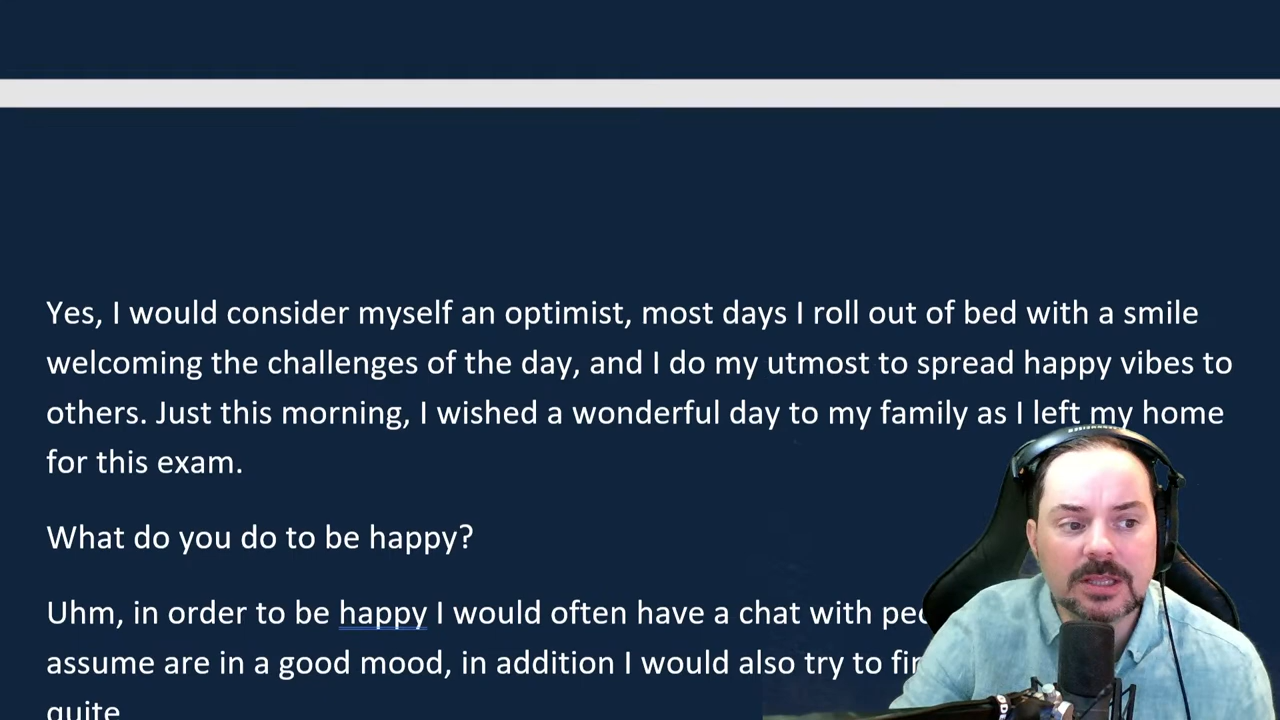 Yes, I would consider myself an optimist, most days I roll out of bed with a smile
welcoming the challenges of the day, and I do my utmost to spread happy vibes to
others. Just this morning, I wished a wonderful day to my family as I left my home
for this exam.
What do you do to be happy?
Uhm, in order to be happy I would often have a chat with
assume are in a good mood, in addition I would also try to
quite